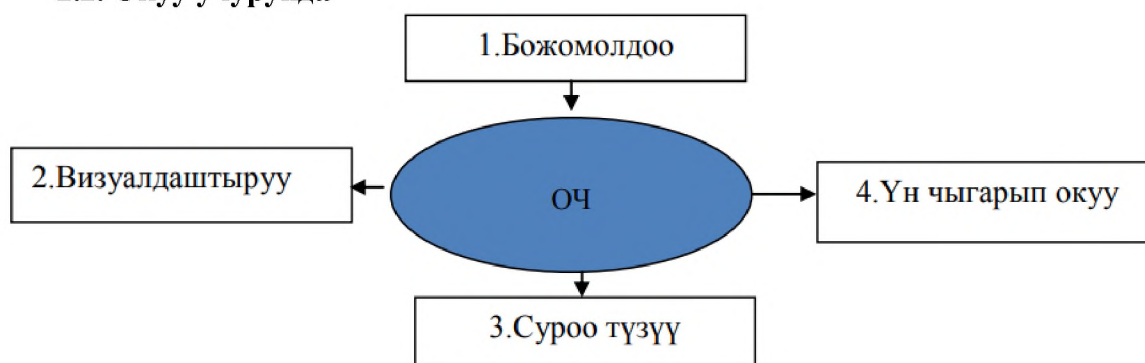 1.Божомолдоо
2.Визуалдаштыруу
ОЧ
4.Үн чыгарып окуу
3.Суроо түзүү